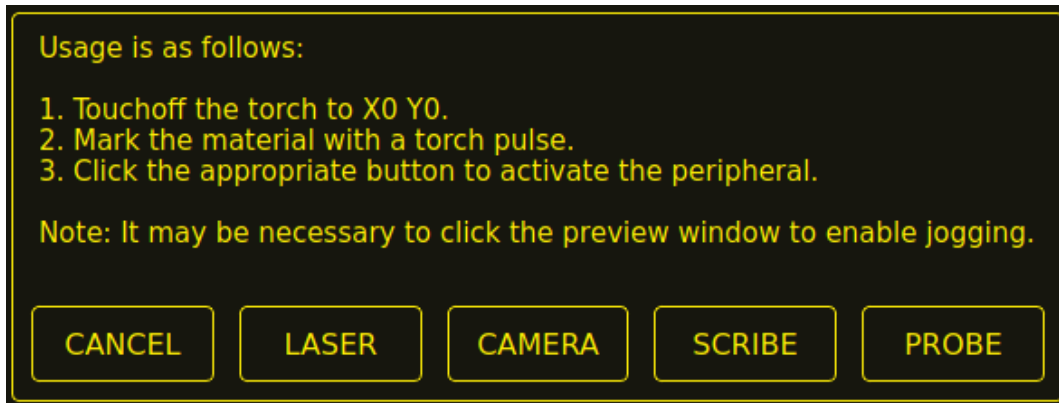 Usage is as follows:
1. Touchoff the torch to X0 Y0.
2. Mark the material with a torch pulse.
3. Click the appropriate button to activate the peripheral.
Note: It may be necessary to click the preview window to enable jogging.
CANCEL LASER CAMERA SCRIBE PROBE